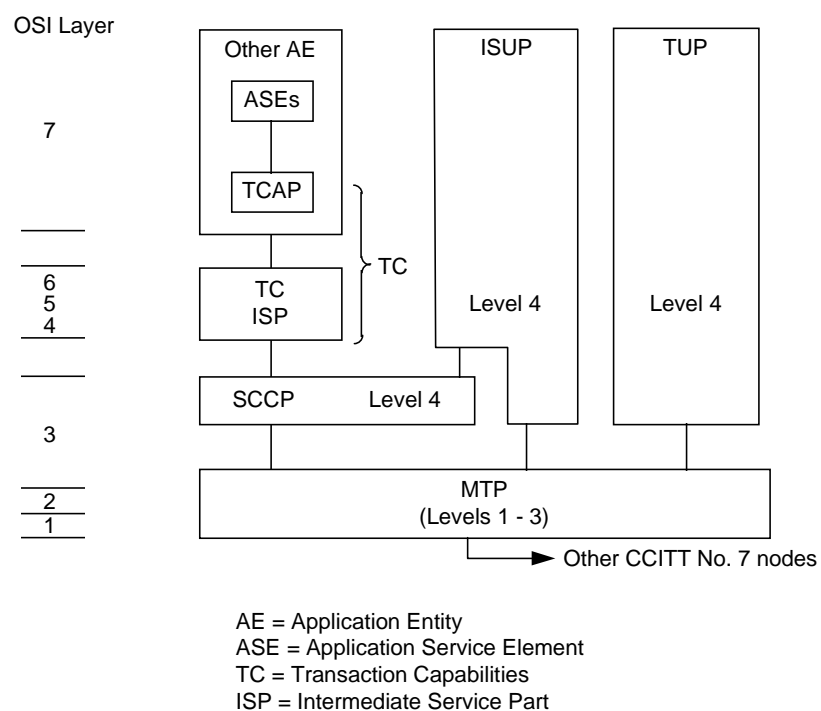 OSI Layer
Other AE
ISUP
TUP
ASEs
7
TCAP
TC
6
5
4
TC
ISP
Level 4
Level 4
SCCP
Level 4
3
MTP
2
(Levels 1 - 3)
1
Other CCITT No. 7 nodes
AE = Application Entity
ASE = Application Service Element
TC = Transaction Capabilities
ISP = Intermediate Service Part